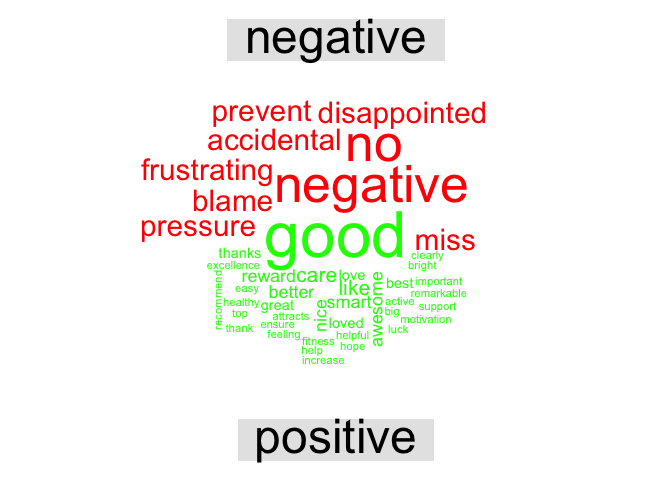 negative
prevent disappointed
accidental no
frustrating negative
blame
pressure good miss
thanks clearly
excellence bright
reward care love best important
recommend easy better like awesome remarkable
healthy great nice smart active support
top attracts big motivation
thank ensure loved luck
feeling helpful
fitness hope
help
increase
positive